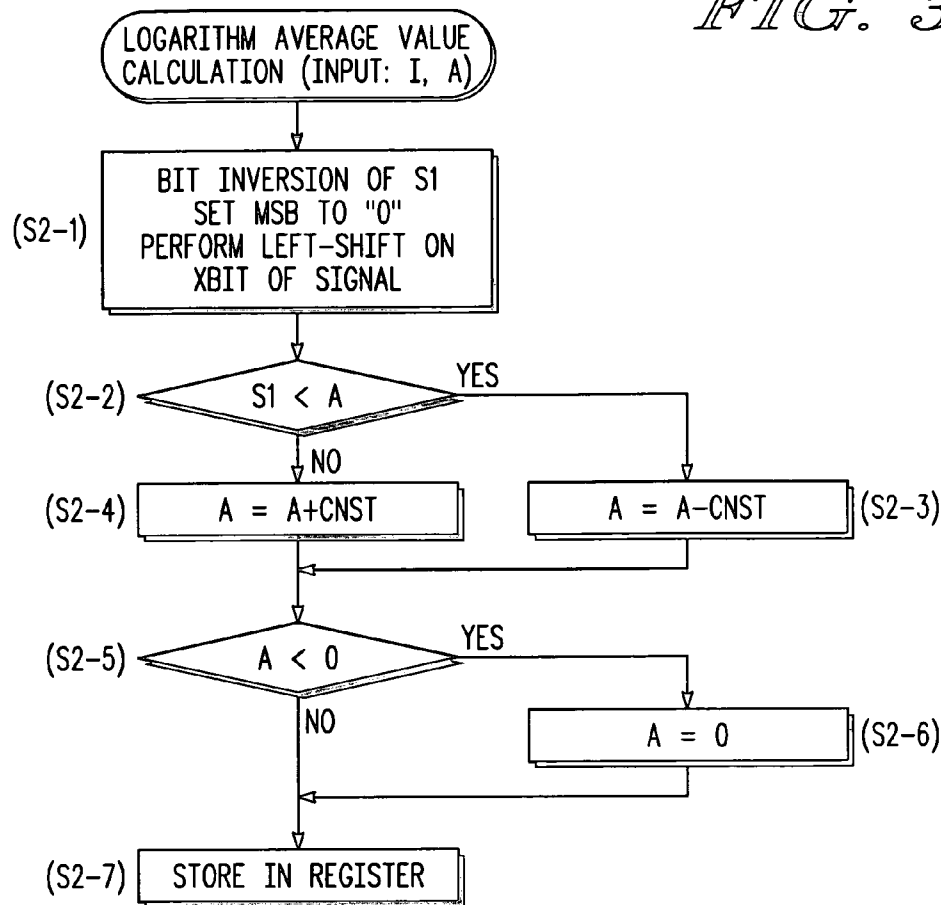 FIG. 3
LOGARITHM AVERAGE VALUE
CALCULATION (INPUT: I, A)
(S2-1)
BIT INVERSION OF S1
SET MSB TO "0"
PERFORM LEFT-SHIFT ON
XBIT OF SIGNAL
(S2-2)
S1 < A
YES
NO
(S2-4)
A = A+CNST
A = A-CNST
(S2-3)
(S2-5)
A < 0
YES
NO
A = 0
(S2-6)
(S2-7)
STORE IN REGISTER